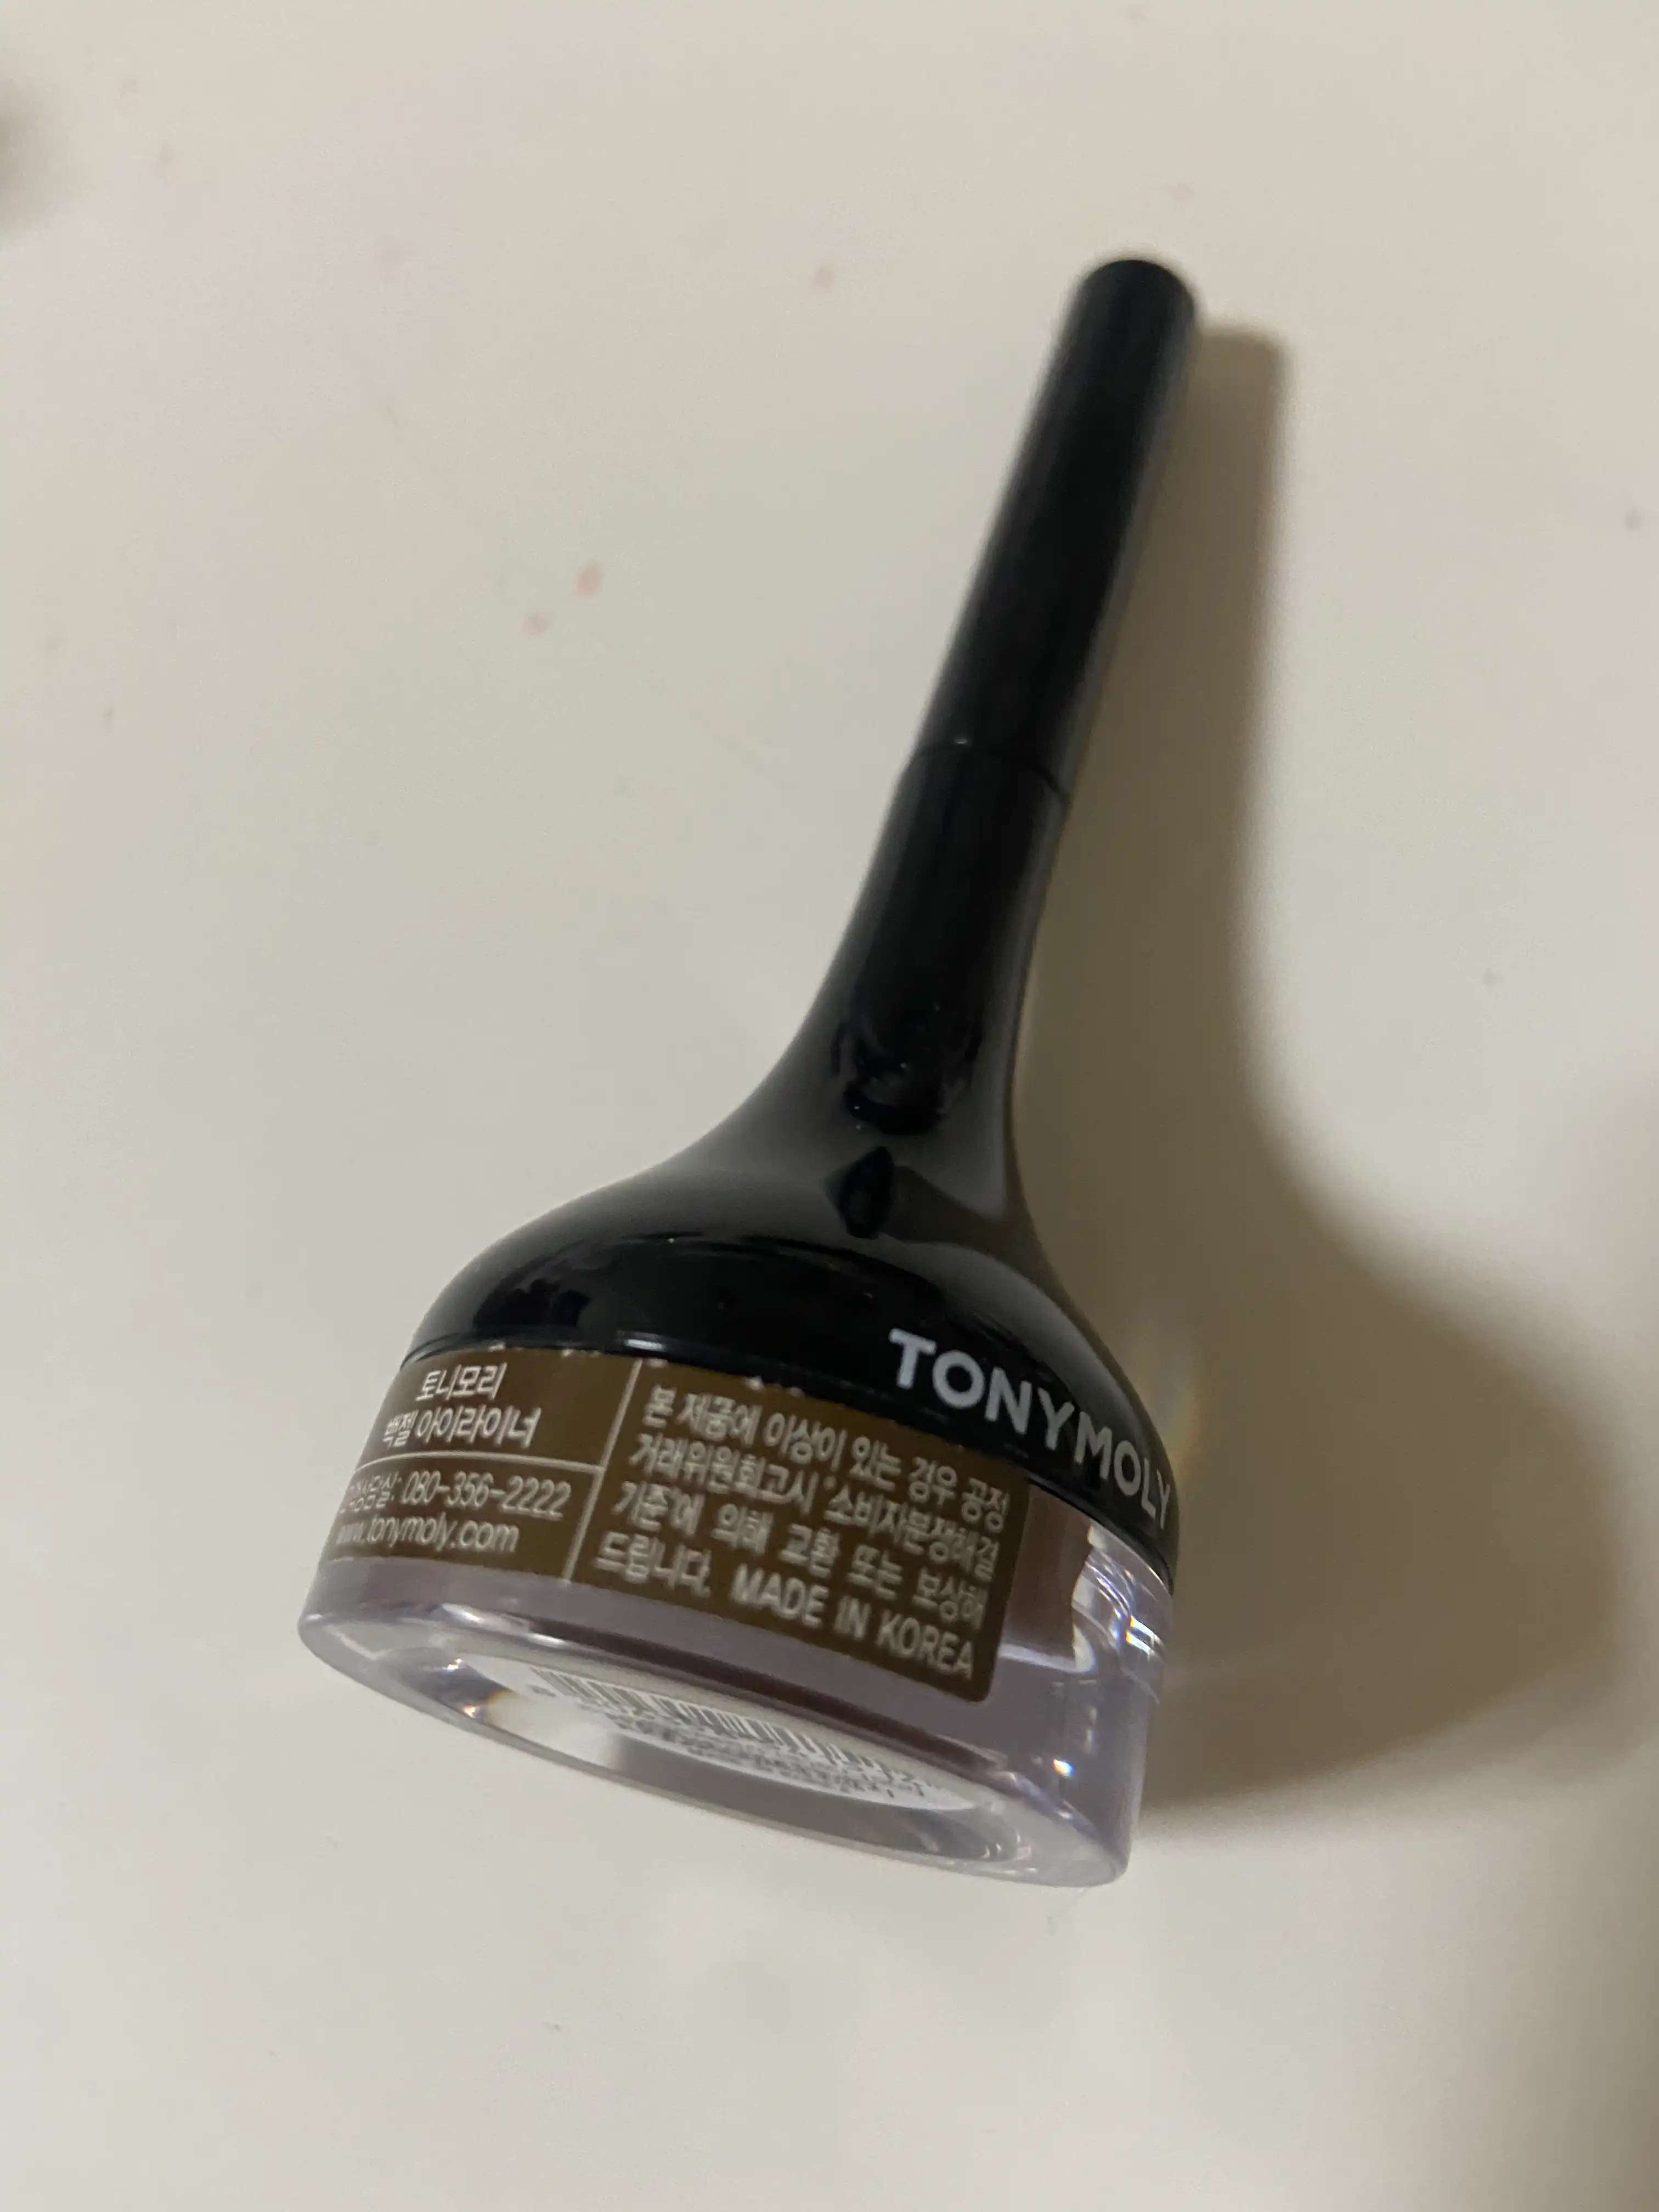 TONYMOLY
토니모리
백젤 아이라이너
상담실: 080-356-2222
www.tonymoly.com
본 제품에 이상이 있는 경우 공정
거래위원회고시 '소비자분쟁해결
기준'에 의해 교환 또는 보상해
드립니다. MADE IN KOREA